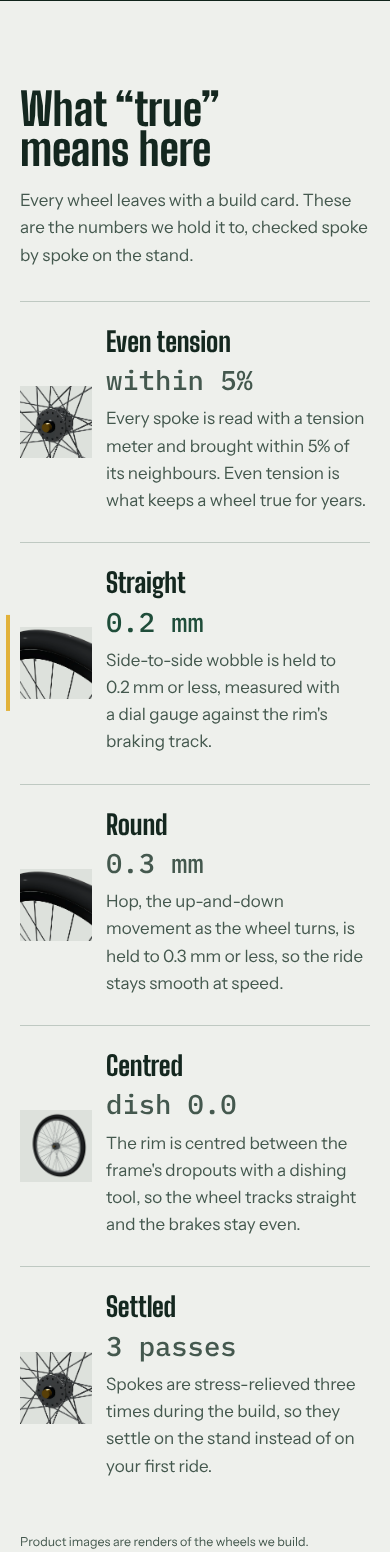 What “true”
means here
Every wheel leaves with a build card. These
are the numbers we hold it to, checked spoke
by spoke on the stand.
Even tension
within 5%
Every spoke is read with a tension
meter and brought within 5% of
its neighbours. Even tension is
what keeps a wheel true for years.
Straight
0.2 mm
Side-to-side wobble is held to
0.2 mm or less, measured with
a dial gauge against the rim's
braking track.
Round
0.3 mm
Hop, the up-and-down
movement as the wheel turns, is
held to 0.3 mm or less, so the ride
stays smooth at speed.
Centred
dish 0.0
The rim is centred between the
frame's dropouts with a dishing
tool, so the wheel tracks straight
and the brakes stay even.
Settled
3 passes
Spokes are stress-relieved three
times during the build, so they
settle on the stand instead of on
your first ride.
Product images are renders of the wheels we build.